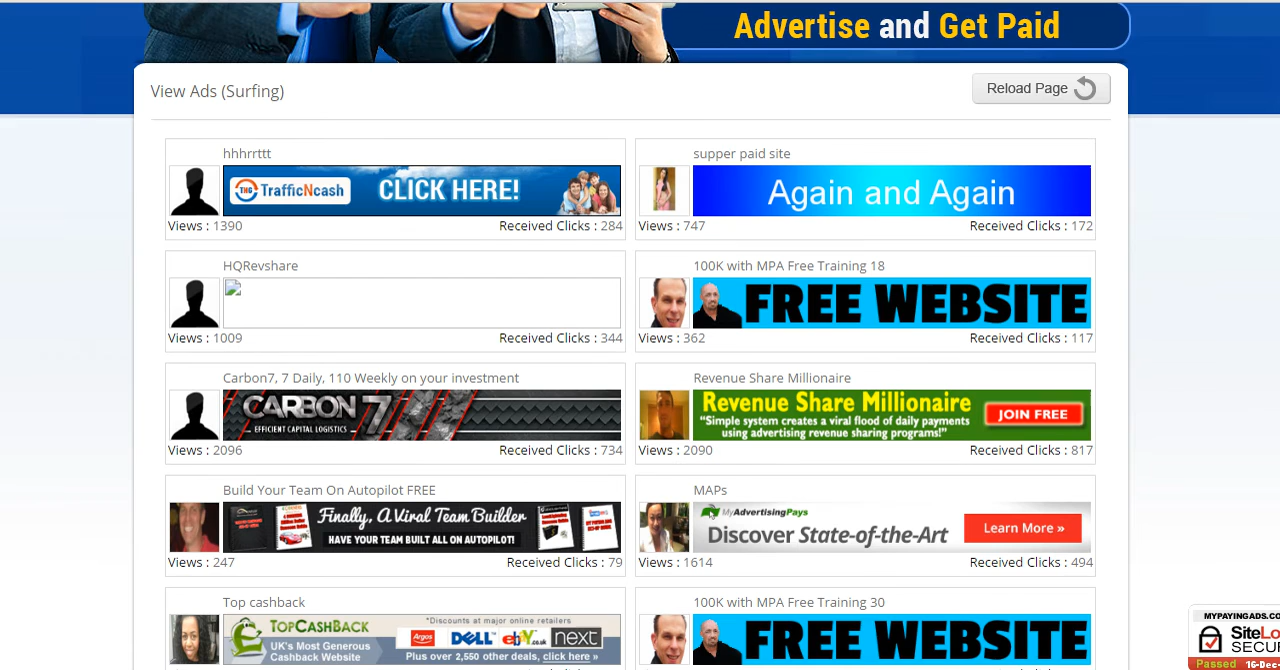 Advertise and Get Paid
View Ads (Surfing)
Reload Page
hhhrrttt
TNC TrafficNcash CLICK HERE!
Views : 1390 Received Clicks : 284
supper paid site
Again and Again
Views : 747 Received Clicks : 172
HQRevshare
Views : 1009 Received Clicks : 344
100K with MPA Free Training 18
FREE WEBSITE
Views : 362 Received Clicks : 117
Carbon7, 7 Daily, 110 Weekly on your investment
CARBON 7
EFFICIENT CAPITAL LOGISTICS
Views : 2096 Received Clicks : 734
Revenue Share Millionaire
Revenue Share Millionaire
"Simple system creates a viral flood of daily payments
using advertising revenue sharing programs!"
JOIN FREE
Views : 2090 Received Clicks : 817
Build Your Team On Autopilot FREE
Finally, A Viral Team Builder
HAVE YOUR TEAM BUILT ALL ON AUTOPILOT!
Views : 247 Received Clicks : 79
MAPs
MyAdvertisingPays
Discover State-of-the-Art
Learn More »
Views : 1614 Received Clicks : 494
Top cashback
TOPCASHBACK
UK's Most Generous
Cashback Website
*Discounts at major online retailers
Argos DELL ebY.co.uk next
Plus over 2,550 other deals, click here »
100K with MPA Free Training 30
FREE WEBSITE
MYPAYINGADS.CO
SiteLo
SECU
Passed 16-Dec